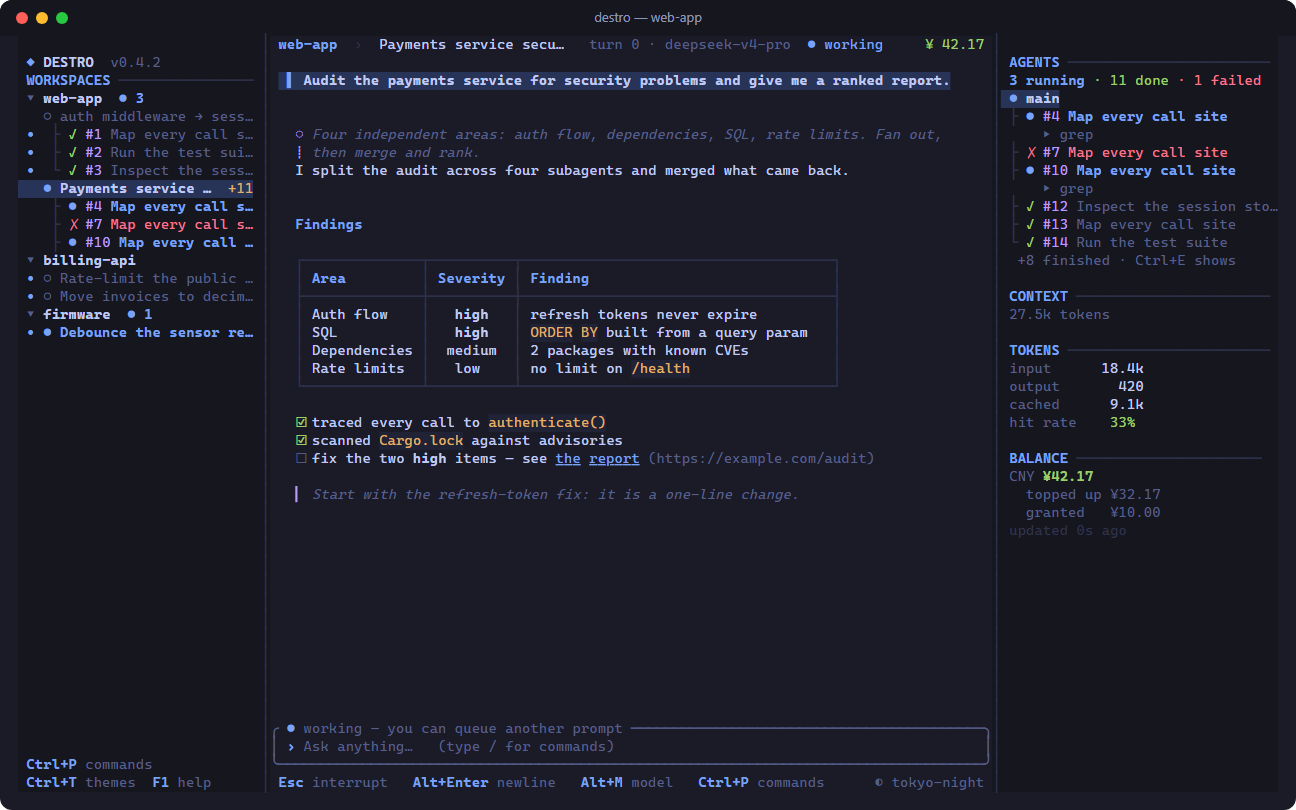 destro — web-app
◆ DESTRO v0.4.2
WORKSPACES
▾ web-app ● 3
○ auth middleware → sess…
● ✓ #1 Map every call s…
● ✓ #2 Run the test sui…
● ✓ #3 Inspect the sess…
● Payments service … +11
● #4 Map every call s…
✗ #7 Map every call s…
● #10 Map every call …
▾ billing-api
● ○ Rate-limit the public …
● ○ Move invoices to decim…
▾ firmware ● 1
● ● Debounce the sensor re…
Ctrl+P commands
Ctrl+T themes F1 help
web-app › Payments service secu… turn 0 · deepseek-v4-pro ● working ¥ 42.17
Audit the payments service for security problems and give me a ranked report.
○ Four independent areas: auth flow, dependencies, SQL, rate limits. Fan out,
then merge and rank.
I split the audit across four subagents and merged what came back.
Findings
Area Severity Finding
Auth flow high refresh tokens never expire
SQL high ORDER BY built from a query param
Dependencies medium 2 packages with known CVEs
Rate limits low no limit on /health
☑ traced every call to authenticate()
☑ scanned Cargo.lock against advisories
☐ fix the two high items — see the report (https://example.com/audit)
Start with the refresh-token fix: it is a one-line change.
● working — you can queue another prompt
› Ask anything… (type / for commands)
Esc interrupt Alt+Enter newline Alt+M model Ctrl+P commands ◐ tokyo-night
AGENTS
3 running · 11 done · 1 failed
● main
● #4 Map every call site
▸ grep
✗ #7 Map every call site
● #10 Map every call site
▸ grep
✓ #12 Inspect the session sto…
✓ #13 Map every call site
✓ #14 Run the test suite
+8 finished · Ctrl+E shows
CONTEXT
27.5k tokens
TOKENS
input 18.4k
output 420
cached 9.1k
hit rate 33%
BALANCE
CNY ¥42.17
topped up ¥32.17
granted ¥10.00
updated 0s ago